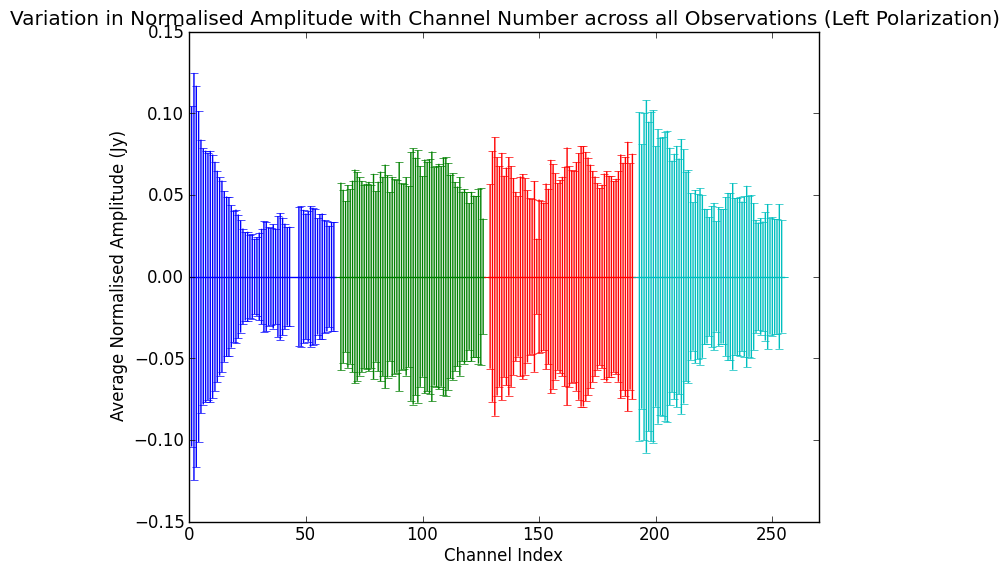 Variation in Normalised Amplitude with Channel Number across all Observations (Left Polarization)
0.15
0.10
0.05
0.00
−0.05
−0.10
−0.15
Average Normalised Amplitude (Jy)
0 50 100 150 200 250
Channel Index